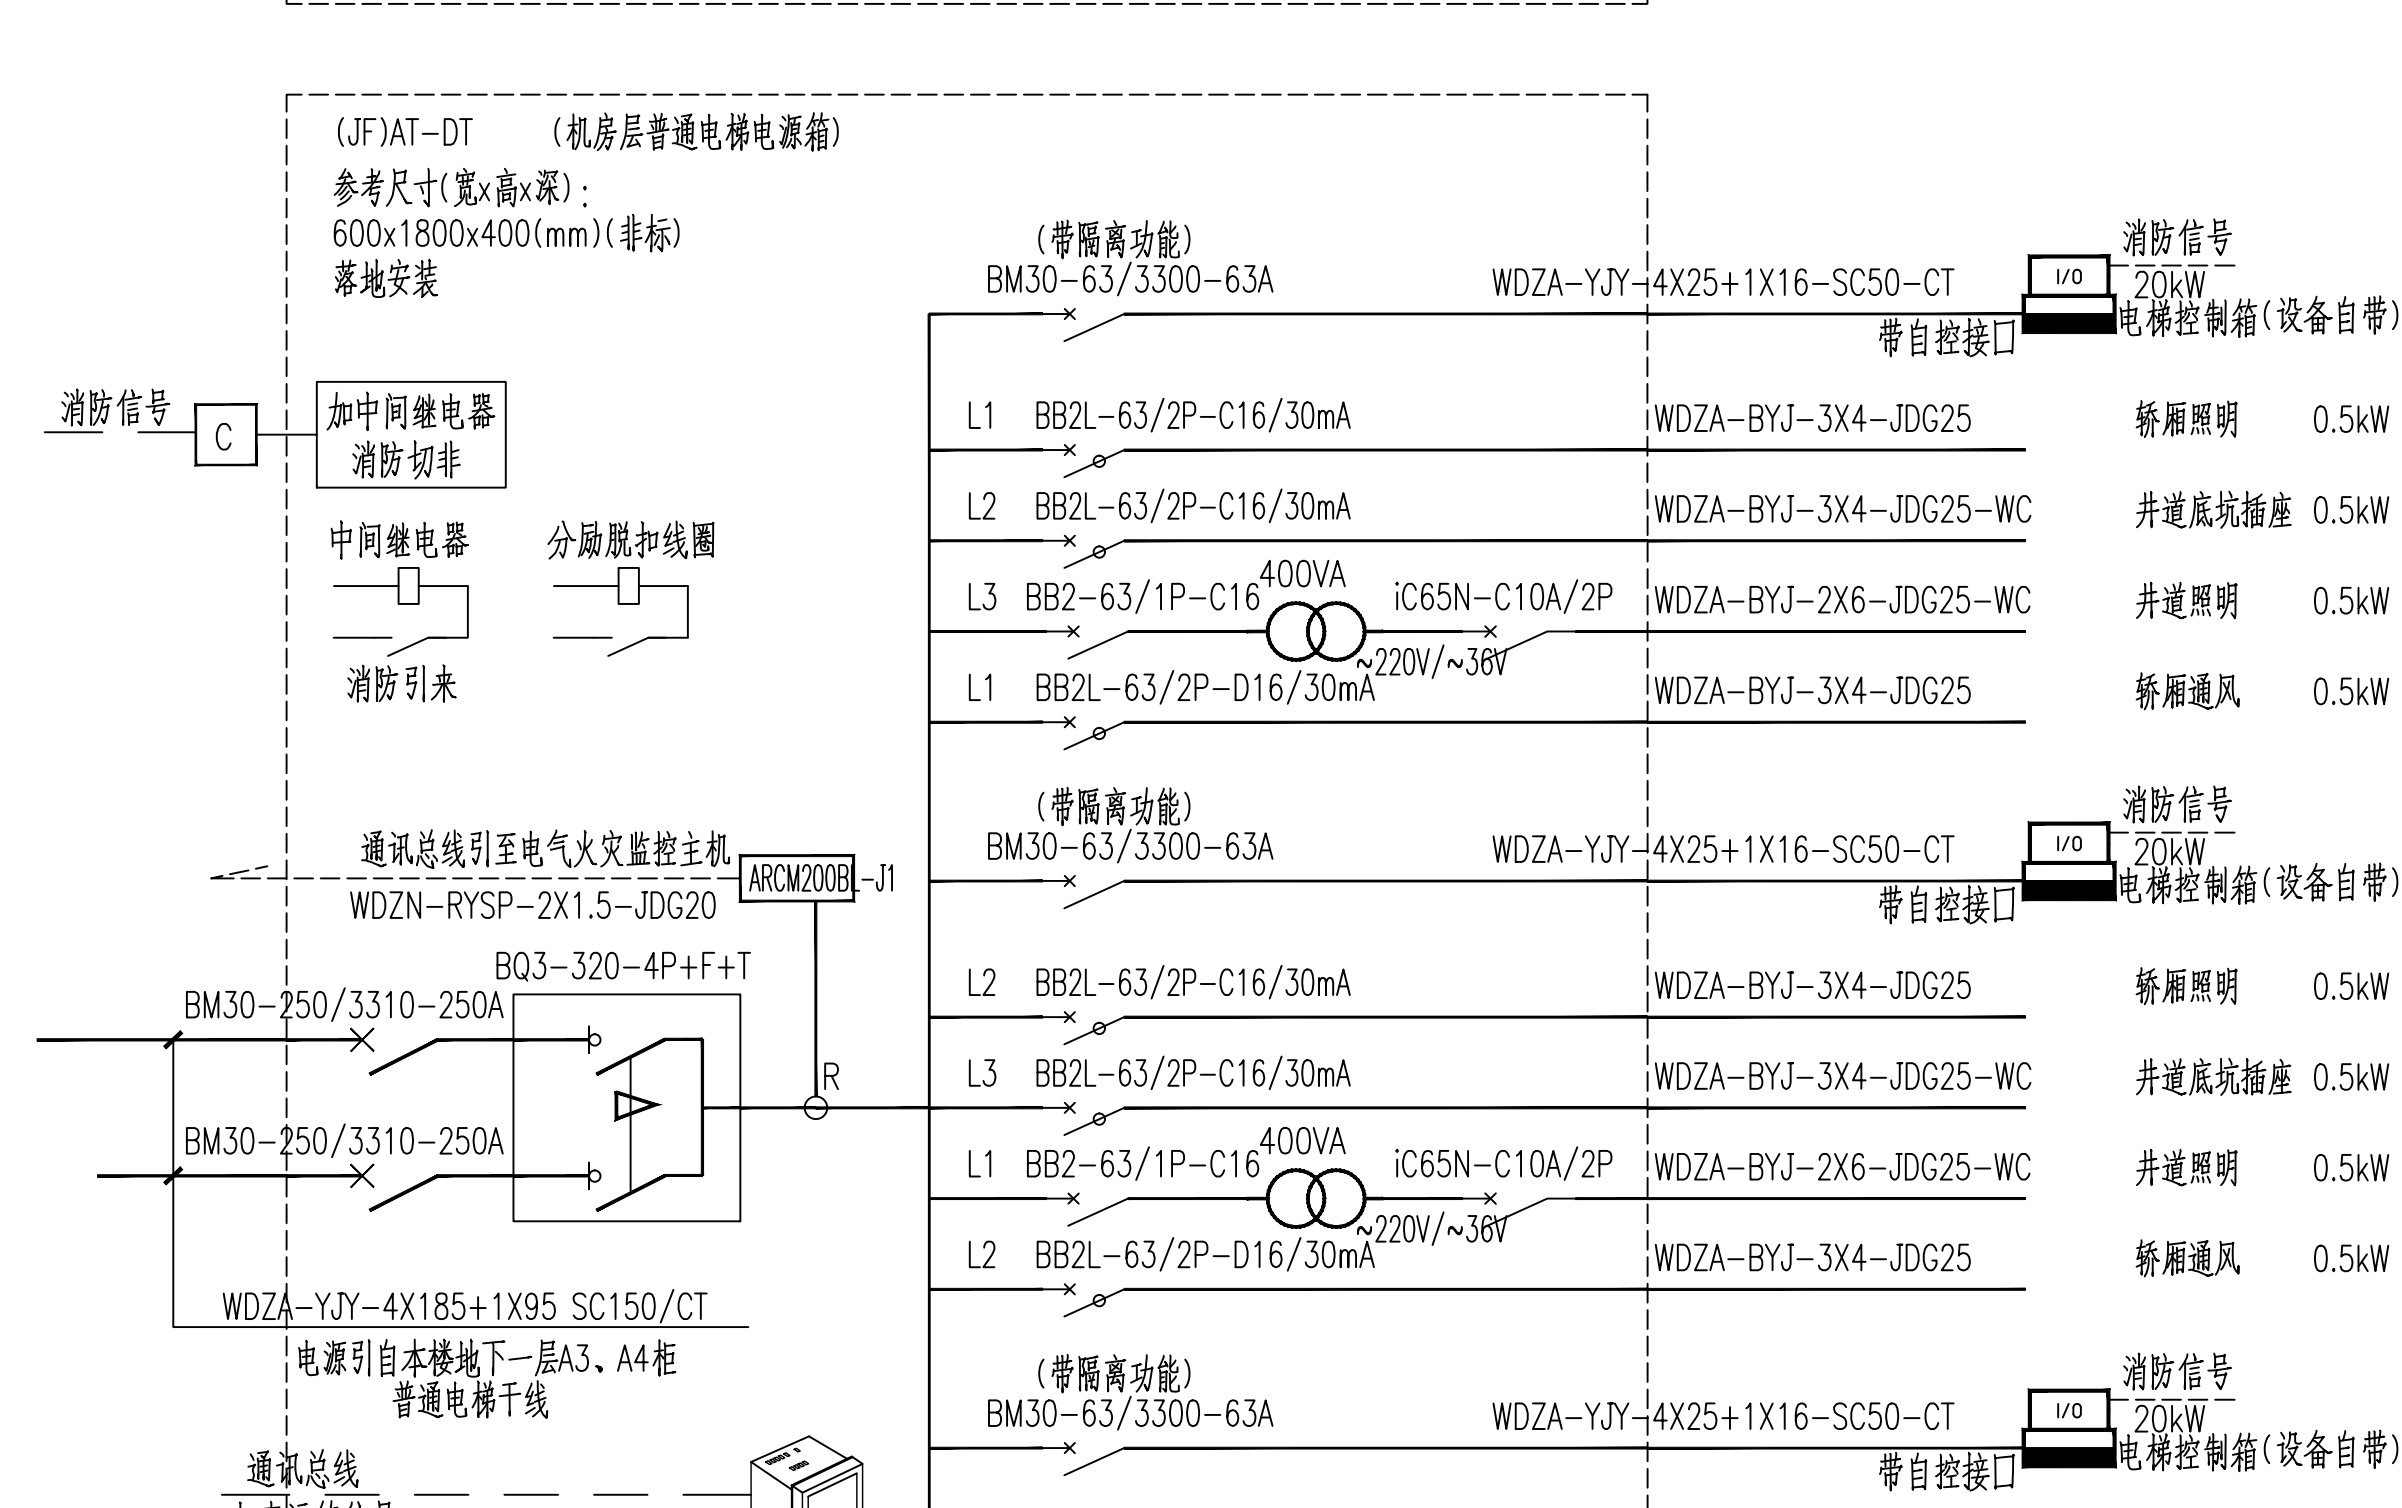 (JF)AT-DT (机房层普通电梯电源箱)
参考尺寸(宽x高x深):
600x1800x400(mm)(非标)
落地安装
消防信号
C
加中间继电器
消防切非
中间继电器
分励脱扣线圈
消防引来
通讯总线引至电气火灾监控主机
ARCM200BL-J1
WDZN-RYSP-2X1.5-JDG20
BQ3-320-4P+F+T
BM30-250/3310-250A
R
BM30-250/3310-250A
WDZA-YJY-4X185+1X95 SC150/CT
电源引自本楼地下一层A3、A4柜
普通电梯干线
通讯总线
(带隔离功能)
BM30-63/3300-63A WDZA-YJY-4X25+1X16-SC50-CT
带自控接口
I/O
消防信号
20kW
电梯控制箱(设备自带)
L1 BB2L-63/2P-C16/30mA WDZA-BYJ-3X4-JDG25 轿厢照明 0.5kW
L2 BB2L-63/2P-C16/30mA WDZA-BYJ-3X4-JDG25-WC 井道底坑插座 0.5kW
L3 BB2-63/1P-C16 400VA iC65N-C10A/2P WDZA-BYJ-2X6-JDG25-WC 井道照明 0.5kW
~220V/~36V
L1 BB2L-63/2P-D16/30mA WDZA-BYJ-3X4-JDG25 轿厢通风 0.5kW
(带隔离功能)
BM30-63/3300-63A WDZA-YJY-4X25+1X16-SC50-CT
带自控接口
I/O
消防信号
20kW
电梯控制箱(设备自带)
L2 BB2L-63/2P-C16/30mA WDZA-BYJ-3X4-JDG25 轿厢照明 0.5kW
L3 BB2L-63/2P-C16/30mA WDZA-BYJ-3X4-JDG25-WC 井道底坑插座 0.5kW
L1 BB2-63/1P-C16 400VA iC65N-C10A/2P WDZA-BYJ-2X6-JDG25-WC 井道照明 0.5kW
~220V/~36V
L2 BB2L-63/2P-D16/30mA WDZA-BYJ-3X4-JDG25 轿厢通风 0.5kW
(带隔离功能)
BM30-63/3300-63A WDZA-YJY-4X25+1X16-SC50-CT
带自控接口
I/O
消防信号
20kW
电梯控制箱(设备自带)